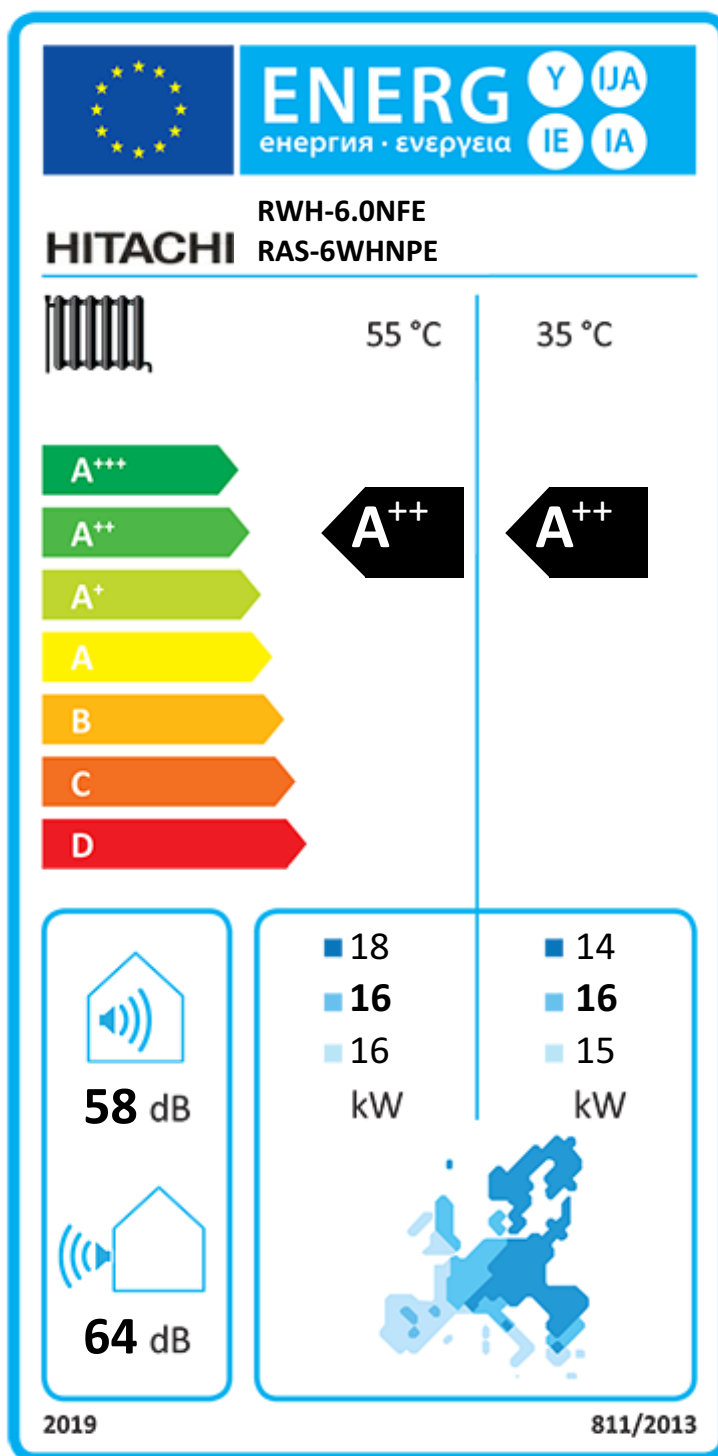 ENERG Y IJA
енергия · ενεργεια IE IA
HITACHI
RWH-6.0NFE
RAS-6WHNPE
55 °C 35 °C
A+++
A++
A+
A
B
C
D
A++ A++
58 dB
64 dB
18 14
16 16
16 15
kW kW
2019 811/2013